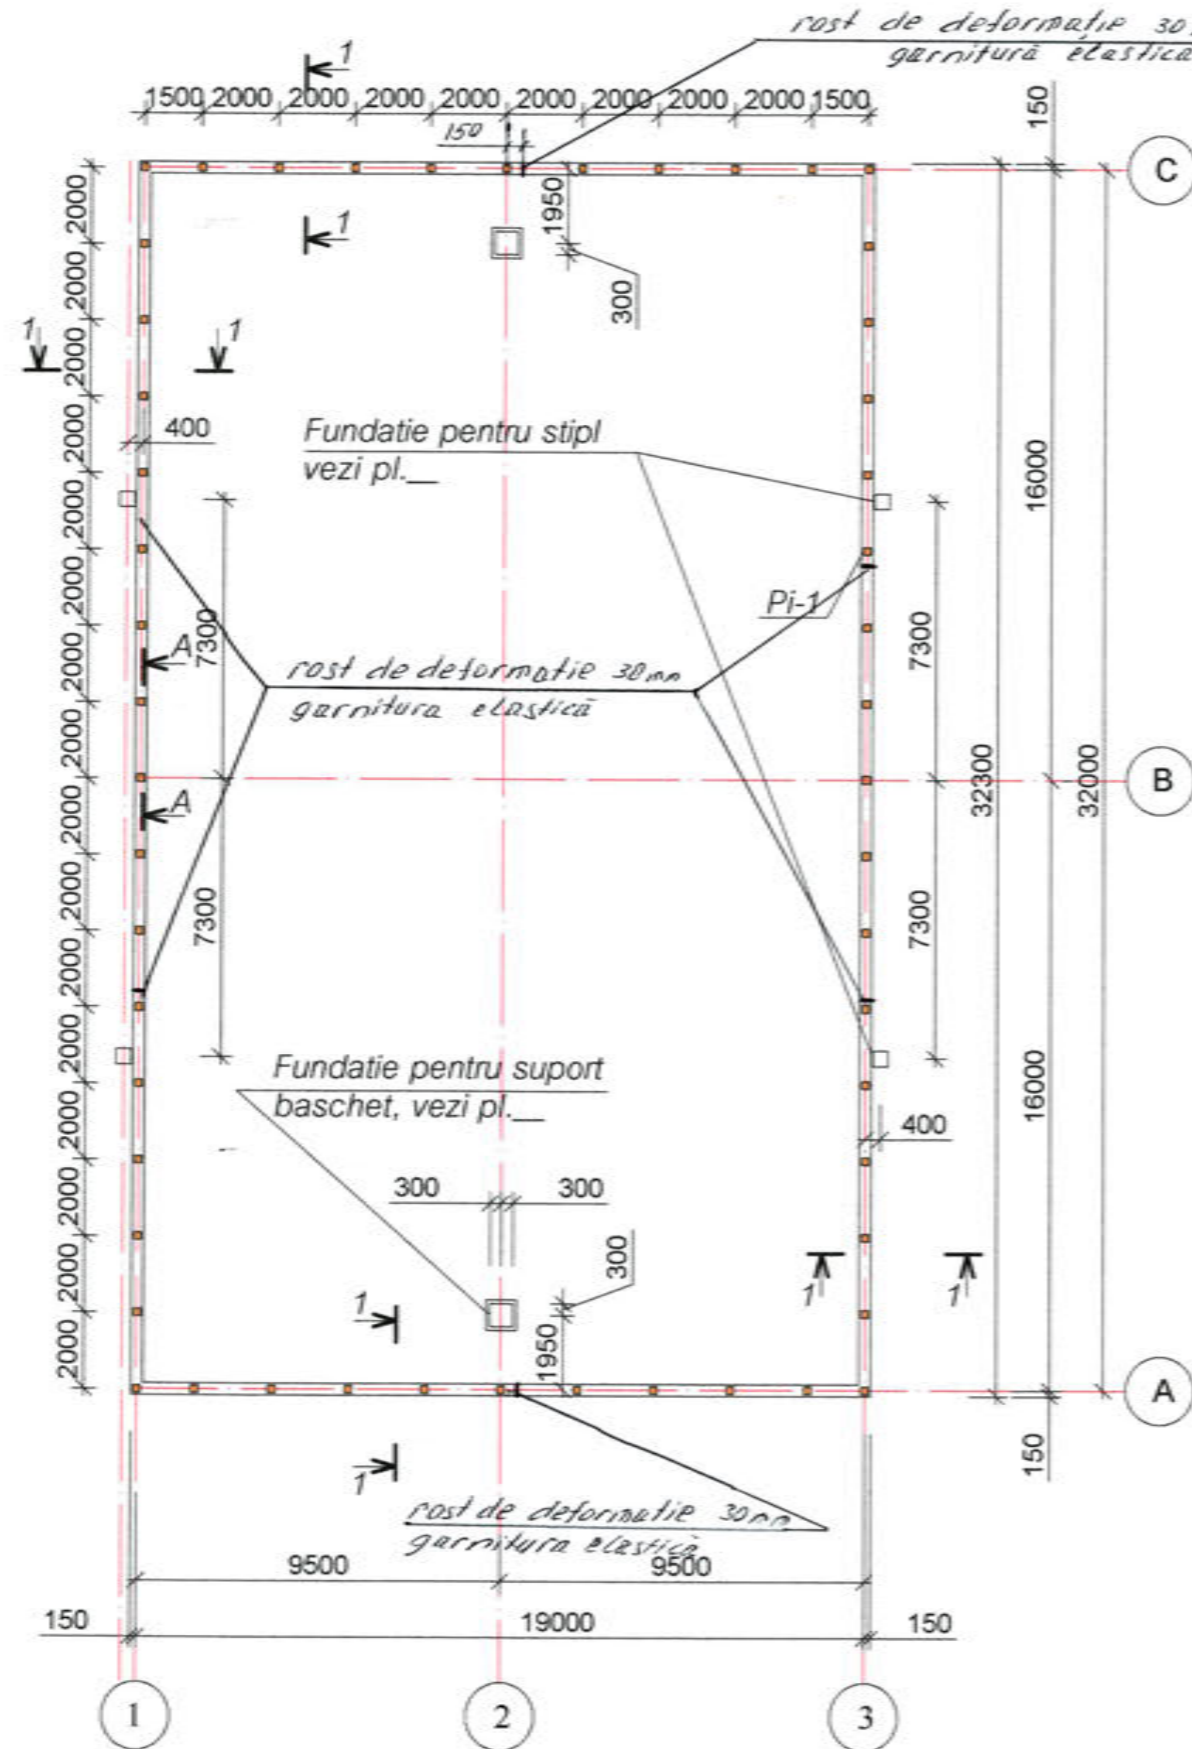 rost de deformație 30
garnitură elastică
1
1500 2000 2000 2000 2000 2000 2000 2000 2000 1500
150
150
C
1950
300
1
1 1
2000 2000 2000 2000 2000 2000 2000 2000 2000 2000 2000 2000 2000 2000 2000 2000
400
Fundatie pentru stipl
vezi pl.__
16000
7300
Pi-1
7300
A
rost de deformatie 30mm
garnitura elastică
32300
32000
B
A
7300
7300
Fundatie pentru suport
baschet, vezi pl.__
16000
400
300 300
300
1
1 1
1950
A
150
1
rost de deformatie 30mm
garnitura elastică
9500 9500
150 19000 150
1 2 3